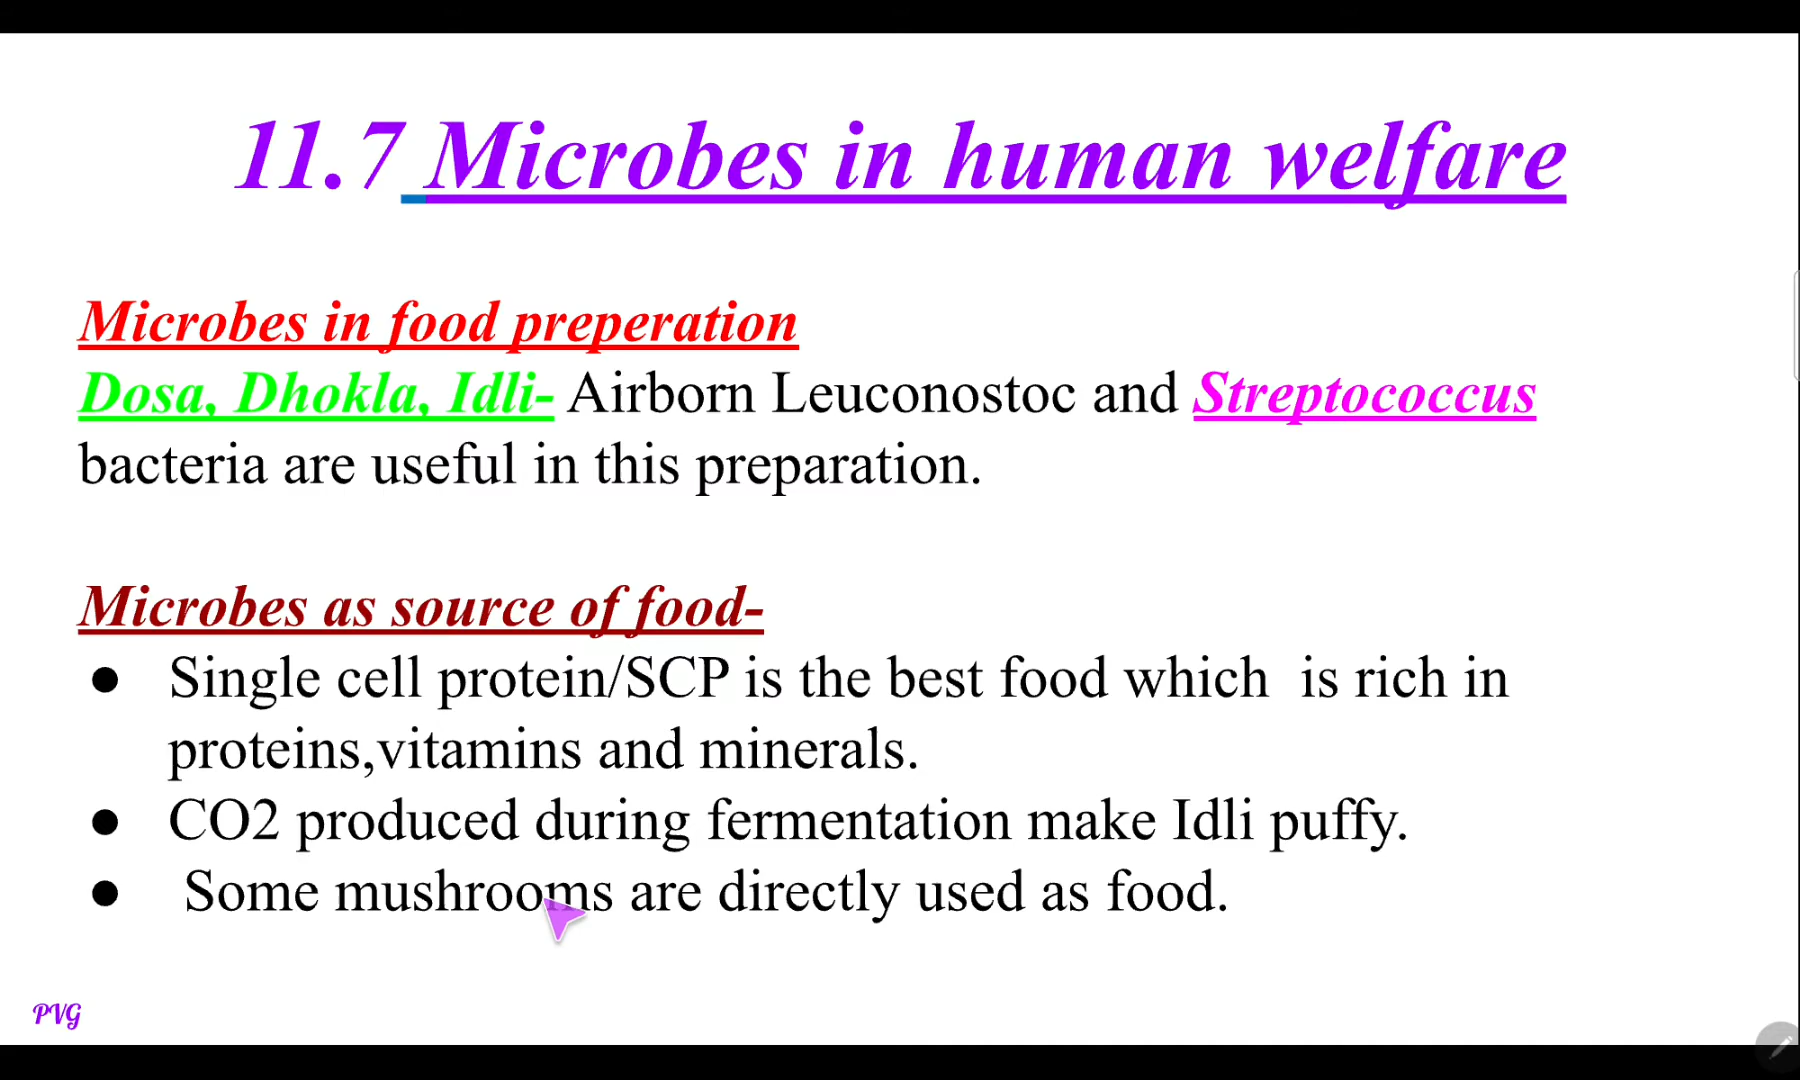 11.7 Microbes in human welfare
Microbes in food preperation
Dosa, Dhokla, Idli- Airborn Leuconostoc and Streptococcus
bacteria are useful in this preparation.
Microbes as source of food-
● Single cell protein/SCP is the best food which is rich in
proteins,vitamins and minerals.
● CO2 produced during fermentation make Idli puffy.
● Some mushrooms are directly used as food.
PVG